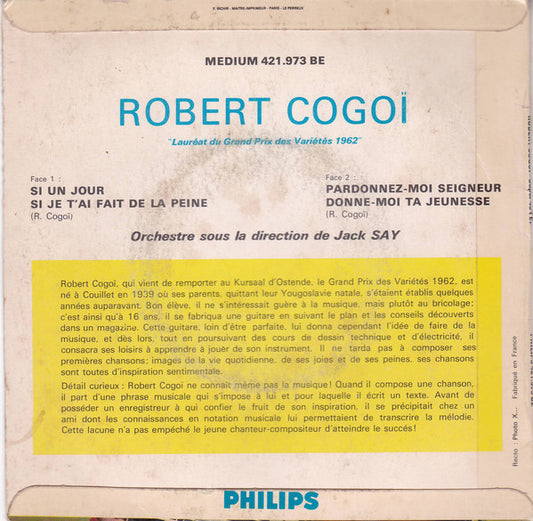 F. RICHIR - MAITRE-IMPRIMEUR - PARIS - LE PERREUX
MEDIUM 421.973 BE
ROBERT COGOÏ
"Lauréat du Grand Prix des Variétés 1962"
Face 1 :
SI UN JOUR
SI JE T'AI FAIT DE LA PEINE
(R. Cogoï)
Face 2 :
PARDONNEZ-MOI SEIGNEUR
DONNE-MOI TA JEUNESSE
(R. Cogoï)
Orchestre sous la direction de Jack SAY
Robert Cogoï, qui vient de remporter au Kursaal d'Ostende, le Grand Prix des Variétés 1962, est
né à Couillet en 1939 où ses parents, quittant leur Yougoslavie natale, s'étaient établis quelques
années auparavant. Bon élève, il ne s'intéressait guère à la musique, mais plutôt au bricolage;
c'est ainsi qu'à 16 ans, il se fabriqua une guitare en suivant le plan et les conseils découverts
dans un magazine. Cette guitare, loin d'être parfaite, lui donna cependant l'idée de faire de la
musique, et dès lors, tout en poursuivant des cours de dessin technique et d'électricité, il
consacra ses loisirs à apprendre à jouer de son instrument. Il ne tarda pas à composer ses
premières chansons; images de la vie quotidienne, de ses joies et de ses peines, ses chansons
sont toutes d'inspiration sentimentale.
Détail curieux : Robert Cogoi ne connaît même pas la musique! Quand il compose une chanson,
il part d'une phrase musicale qui s'impose à lui et pour laquelle il écrit un texte. Avant de
posséder un enregistreur à qui confier le fruit de son inspiration, il se précipitait chez un
ami dont les connaissances en notation musicale lui permettaient de transcrire la mélodie.
Cette lacune n'a pas empéché le jeune chanteur-compositeur d'atteindre le succés!
Recto : Photo X... Fabriqué en France
PHILIPS